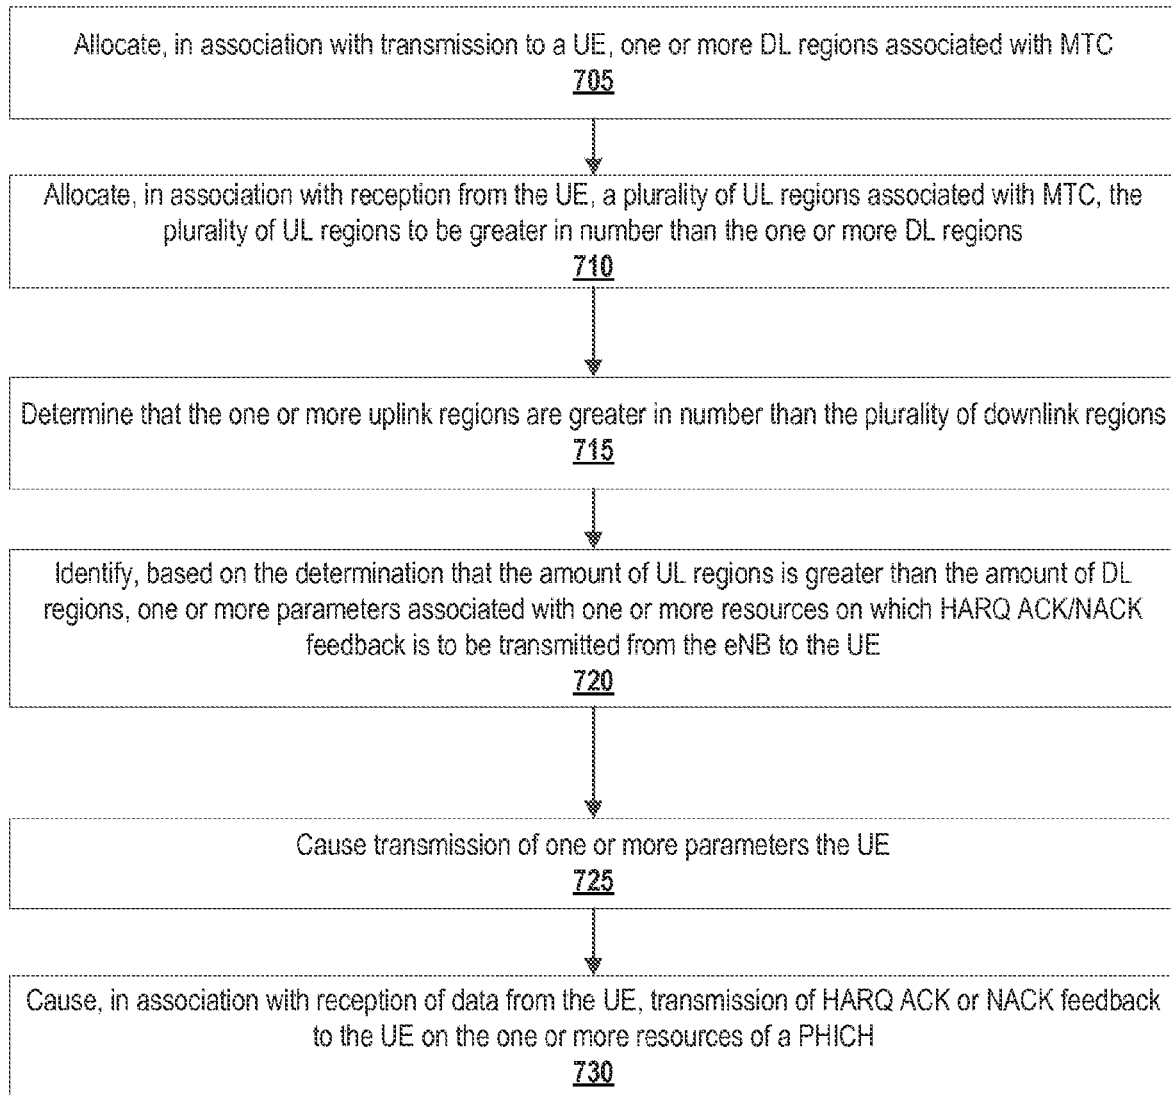 Allocate, in association with transmission to a UE, one or more DL regions associated with MTC
705
Allocate, in association with reception from the UE, a plurality of UL regions associated with MTC, the
plurality of UL regions to be greater in number than the one or more DL regions
710
Determine that the one or more uplink regions are greater in number than the plurality of downlink regions
715
Identify, based on the determination that the amount of UL regions is greater than the amount of DL
regions, one or more parameters associated with one or more resources on which HARQ ACK/NACK
feedback is to be transmitted from the eNB to the UE
720
Cause transmission of one or more parameters the UE
725
Cause, in association with reception of data from the UE, transmission of HARQ ACK or NACK feedback
to the UE on the one or more resources of a PHICH
730